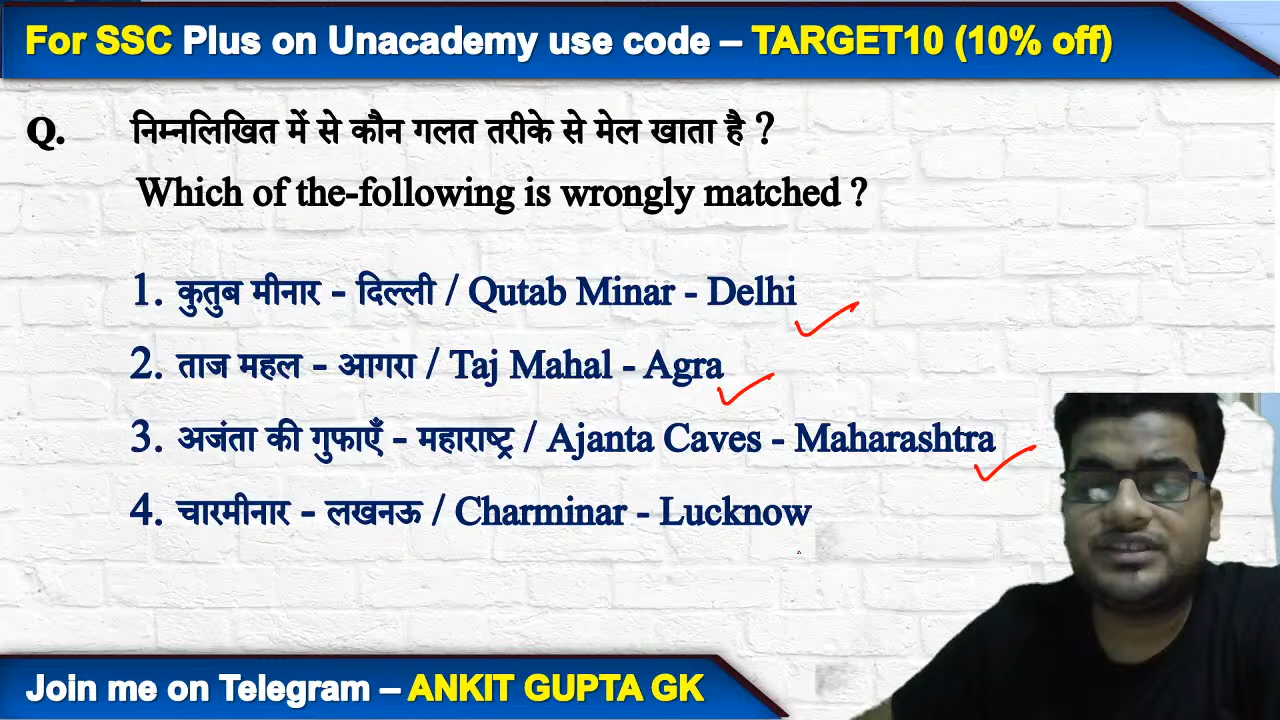 For SSC Plus on Unacademy use code – TARGET10 (10% off)
Q. निम्नलिखित में से कौन गलत तरीके से मेल खाता है ?
Which of the-following is wrongly matched ?
1. कुतुब मीनार - दिल्ली / Qutab Minar - Delhi
2. ताज महल - आगरा / Taj Mahal - Agra
3. अजंता की गुफाएँ - महाराष्ट्र / Ajanta Caves - Maharashtra
4. चारमीनार - लखनऊ / Charminar - Lucknow
Join me on Telegram – ANKIT GUPTA GK